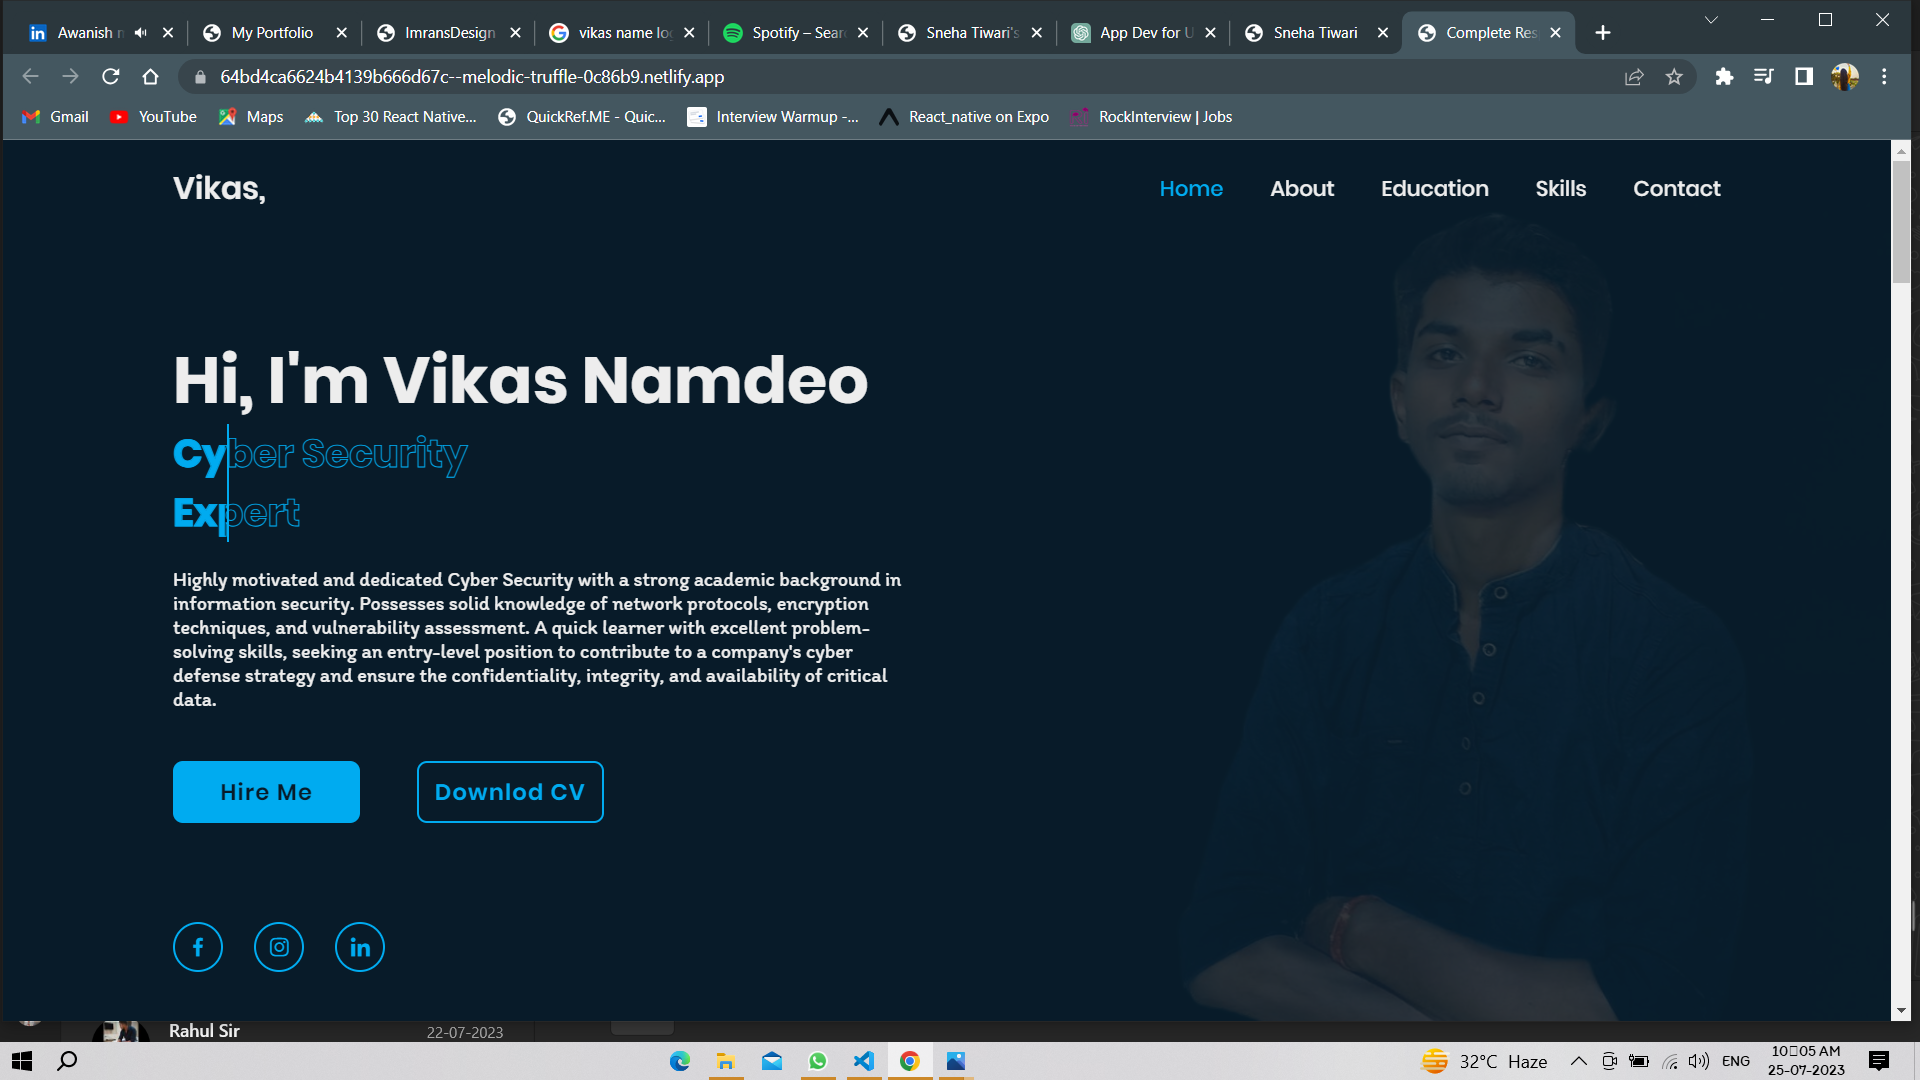 Awanish
My Portfolio
ImransDesign
vikas name lo
Spotify – Sear
Sneha Tiwari's
App Dev for U
Sneha Tiwari
Complete Res
64bd4ca6624b4139b666d67c--melodic-truffle-0c86b9.netlify.app
Gmail
YouTube
Maps
Top 30 React Native...
QuickRef.ME - Quic...
Interview Warmup -...
React_native on Expo
RockInterview | Jobs
Vikas,
Home
About
Education
Skills
Contact
Hi, I'm Vikas Namdeo
Cyber Security
Expert
Highly motivated and dedicated Cyber Security with a strong academic background in
information security. Possesses solid knowledge of network protocols, encryption
techniques, and vulnerability assessment. A quick learner with excellent problem-
solving skills, seeking an entry-level position to contribute to a company's cyber
defense strategy and ensure the confidentiality, integrity, and availability of critical
data.
Hire Me
Downlod CV
Rahul Sir
22-07-2023
32°C Haze
ENG
10:05 AM
25-07-2023